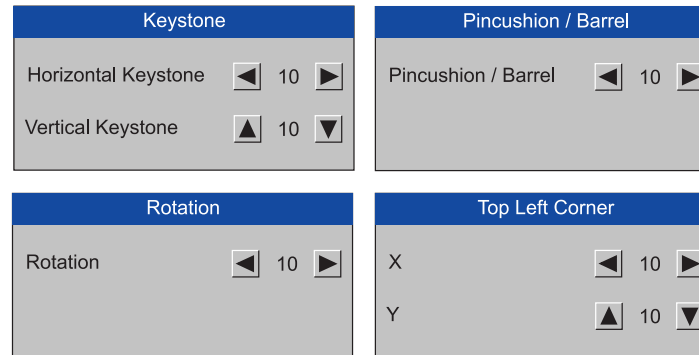 Keystone
Horizontal Keystone 10
Vertical Keystone 10
Pincushion / Barrel
Pincushion / Barrel 10
Rotation
Rotation 10
Top Left Corner
X 10
Y 10